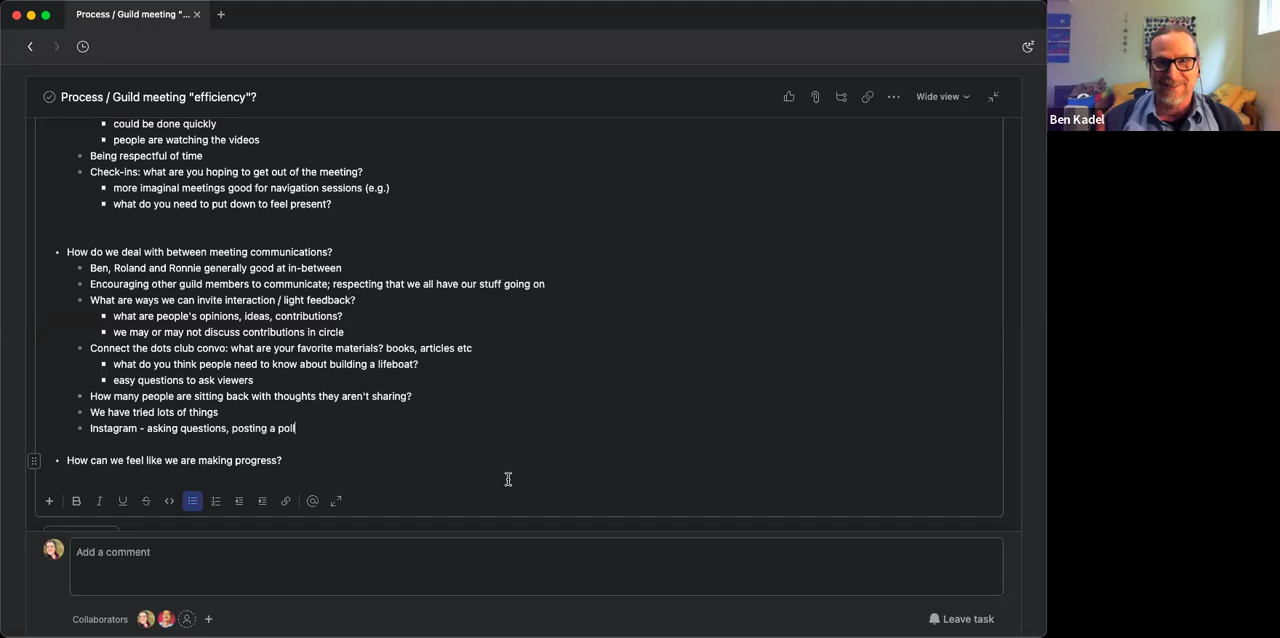 Process / Guild meeting "...
Process / Guild meeting "efficiency"?
Wide view
could be done quickly
people are watching the videos
Being respectful of time
Check-ins: what are you hoping to get out of the meeting?
more imaginal meetings good for navigation sessions (e.g.)
what do you need to put down to feel present?
How do we deal with between meeting communications?
Ben, Roland and Ronnie generally good at in-between
Encouraging other guild members to communicate; respecting that we all have our stuff going on
What are ways we can invite interaction / light feedback?
what are people's opinions, ideas, contributions?
we may or may not discuss contributions in circle
Connect the dots club convo: what are your favorite materials? books, articles etc
what do you think people need to know about building a lifeboat?
easy questions to ask viewers
How many people are sitting back with thoughts they aren't sharing?
We have tried lots of things
Instagram - asking questions, posting a poll
How can we feel like we are making progress?
B I U S
Add a comment
Collaborators
Leave task
Ben Kadel